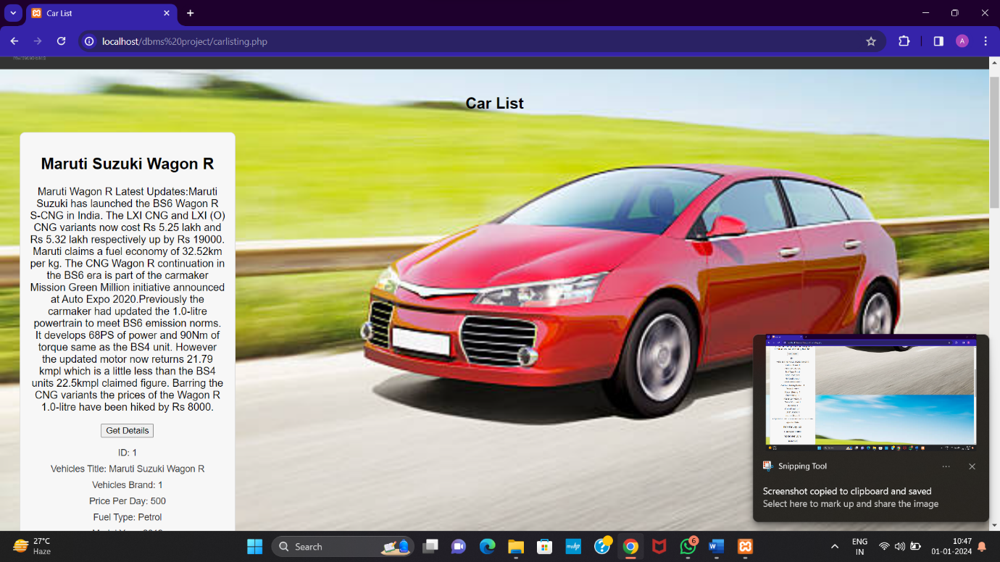 Car List
localhost/dbms%20project/carlisting.php
A
Car List
Maruti Suzuki Wagon R
Maruti Wagon R Latest Updates:Maruti
Suzuki has launched the BS6 Wagon R
S-CNG in India. The LXI CNG and LXI (O)
CNG variants now cost Rs 5.25 lakh and
Rs 5.32 lakh respectively up by Rs 19000.
Maruti claims a fuel economy of 32.52km
per kg. The CNG Wagon R continuation in
the BS6 era is part of the carmaker
Mission Green Million initiative announced
at Auto Expo 2020.Previously the
carmaker had updated the 1.0-litre
powertrain to meet BS6 emission norms.
It develops 68PS of power and 90Nm of
torque same as the BS4 unit. However
the updated motor now returns 21.79
kmpl which is a little less than the BS4
units 22.5kmpl claimed figure. Barring the
CNG variants the prices of the Wagon R
1.0-litre have been hiked by Rs 8000.
Get Details
ID: 1
Vehicles Title: Maruti Suzuki Wagon R
Vehicles Brand: 1
Price Per Day: 500
Fuel Type: Petrol
Snipping Tool
Screenshot copied to clipboard and saved
Select here to mark up and share the image
27°C
Haze
Search
myhp
6
ENG
IN
10:47
01-01-2024